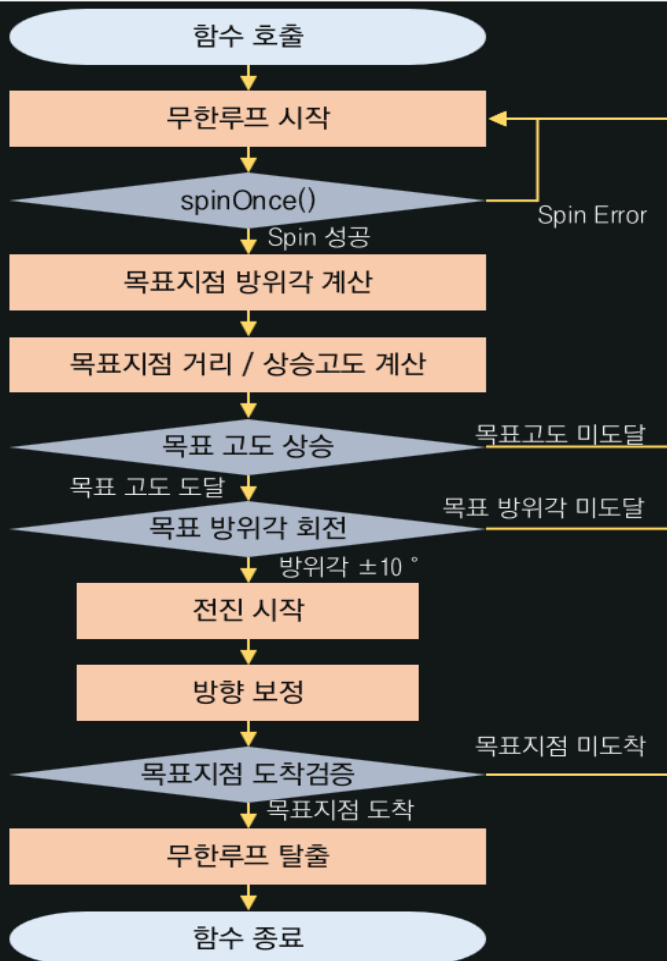 함수 호출
무한루프 시작
spinOnce()
Spin Error
Spin 성공
목표지점 방위각 계산
목표지점 거리 / 상승고도 계산
목표 고도 상승
목표고도 미도달
목표 고도 도달
목표 방위각 회전
목표 방위각 미도달
방위각 ±10 °
전진 시작
방향 보정
목표지점 도착검증
목표지점 미도착
목표지점 도착
무한루프 탈출
함수 종료